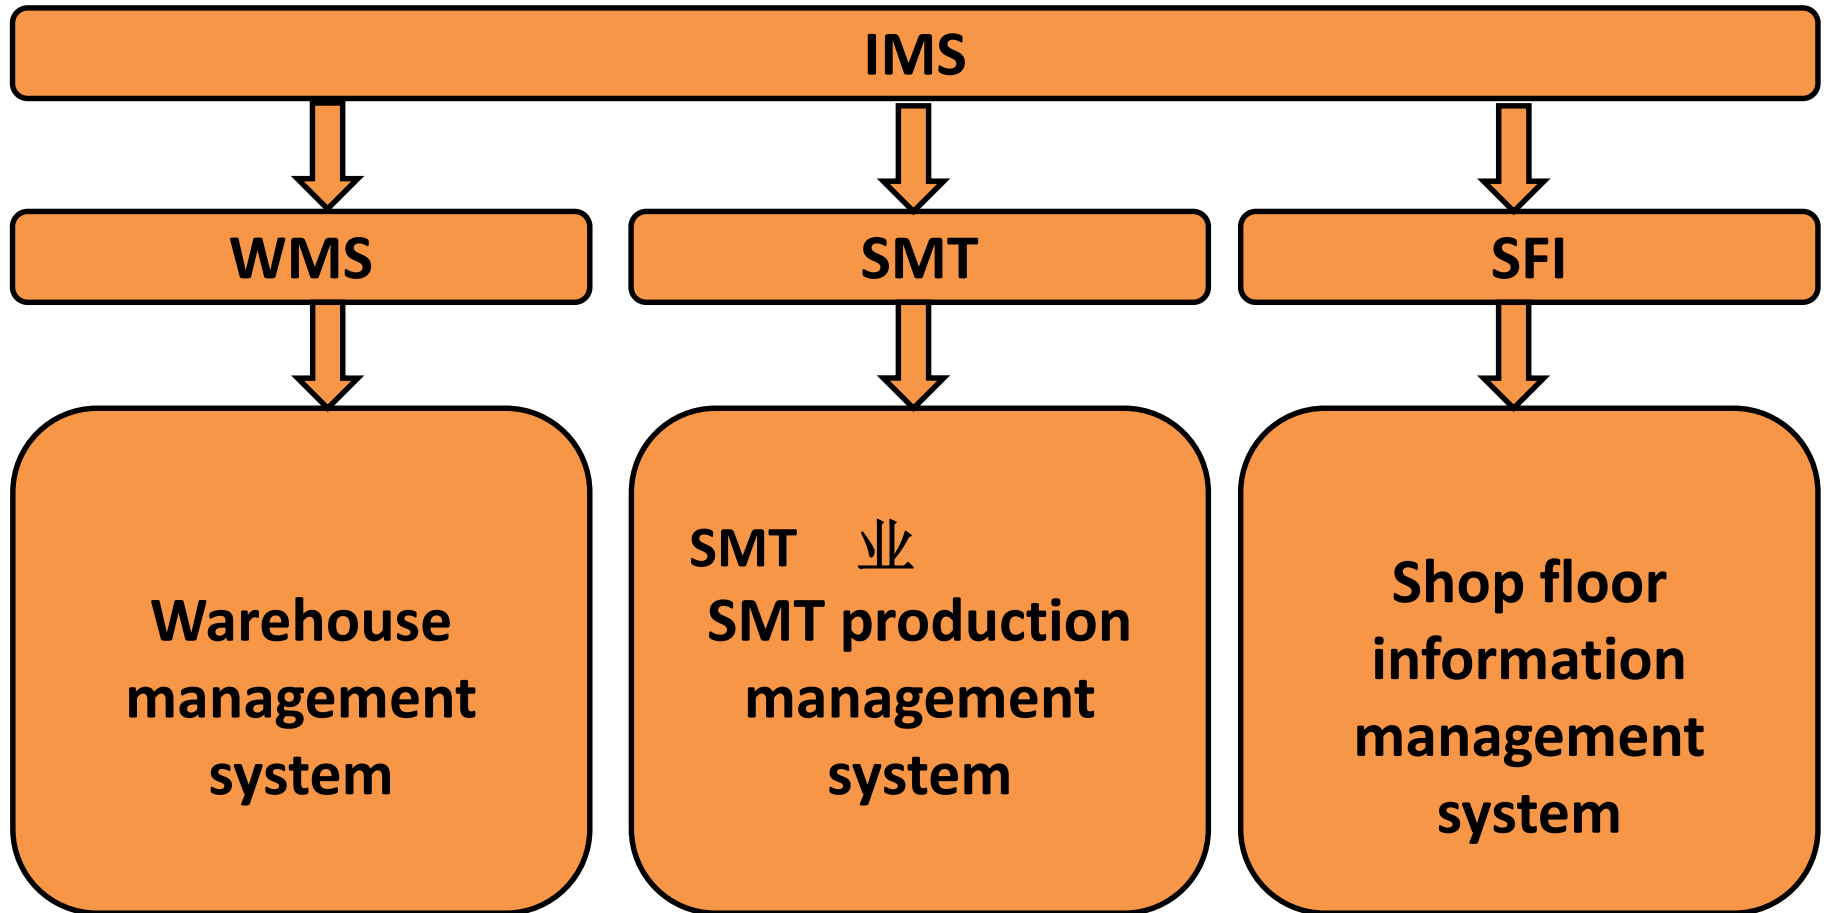 IMS
WMS
SMT
SFI
Warehouse
management
system
SMT 业
SMT production
management
system
Shop floor
information
management
system